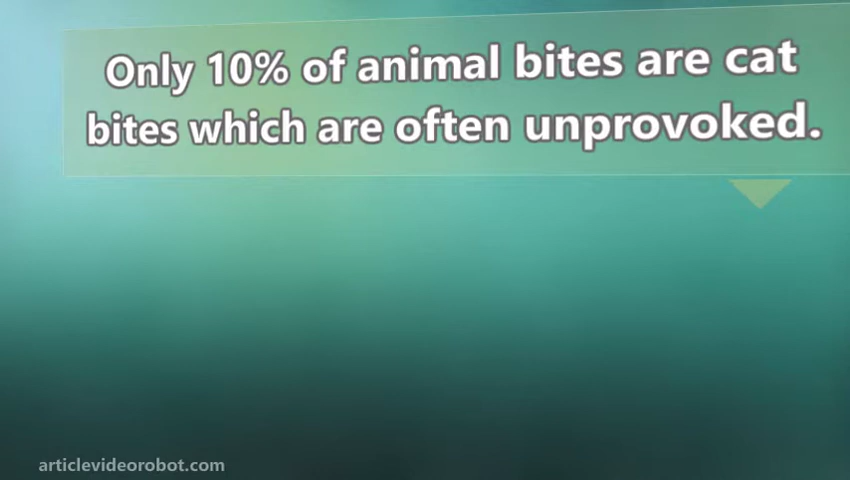 Only 10% of animal bites are cat
bites which are often unprovoked.
articlevideorobot.com